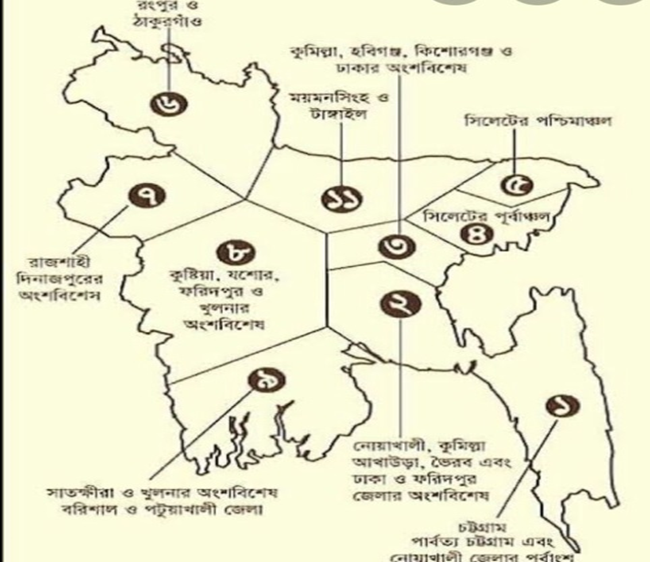 রংপুর ও
ঠাকুরগাঁও
কুমিল্লা, হবিগঞ্জ, কিশোরগঞ্জ ও
ঢাকার অংশবিশেষ
ময়মনসিংহ ও
টাঙ্গাইল
সিলেটের পশ্চিমাঞ্চল
৬
৫
৭
১১
সিলেটের পূর্বাঞ্চল
৪
৩
৮
কুষ্টিয়া, যশোর,
ফরিদপুর ও
খুলনার
অংশবিশেষ
রাজশাহী
দিনাজপুরের
অংশবিশেস
২
৯
১
নোয়াখালী, কুমিল্লা
আখাউড়া, ভৈরব এবং
ঢাকা ও ফরিদপুর
জেলার অংশবিশেষ
সাতক্ষীরা ও খুলনার অংশবিশেষ
বরিশাল ও পটুয়াখালী জেলা
চট্টগ্রাম
পার্বত্য চট্টগ্রাম এবং
নোয়াখালী জেলার পূর্বাংশ